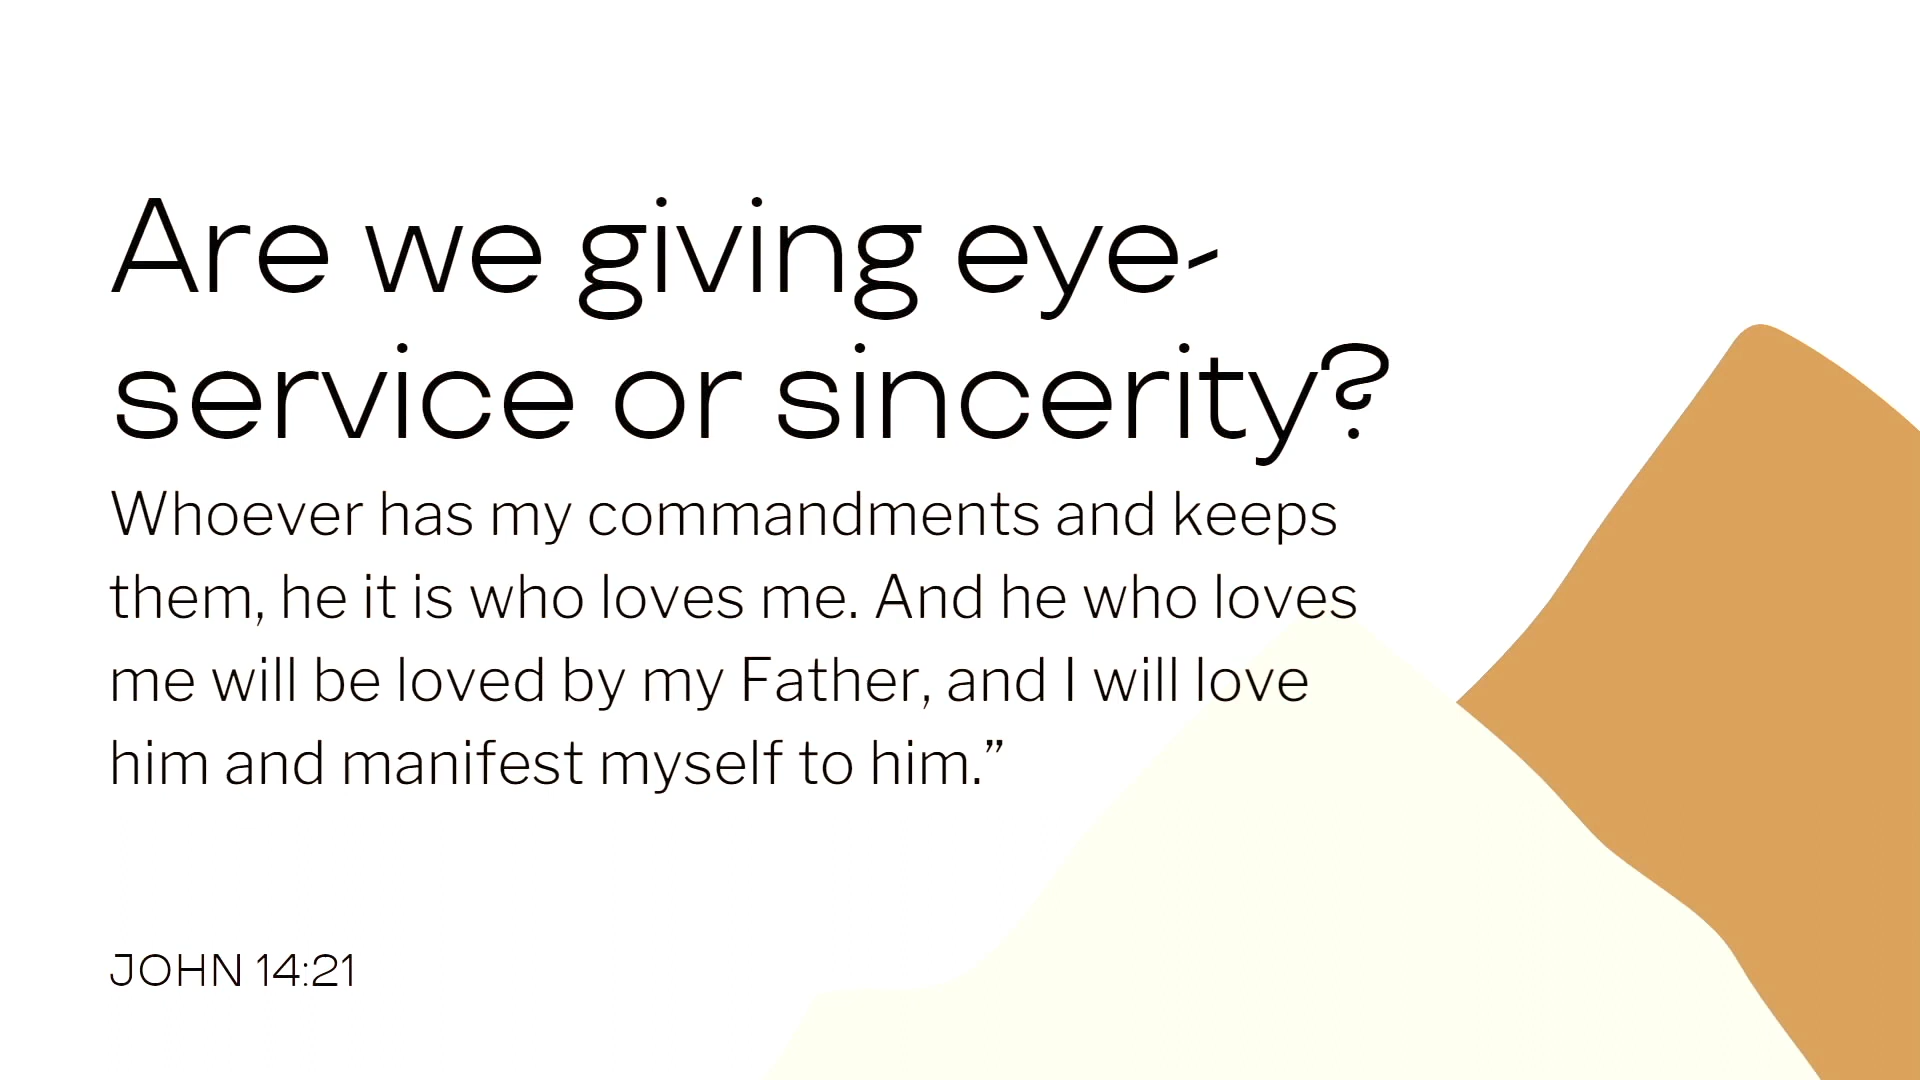 Are we giving eye-
service or sincerity?
Whoever has my commandments and keeps
them, he it is who loves me. And he who loves
me will be loved by my Father, and I will love
him and manifest myself to him.”
JOHN 14:21